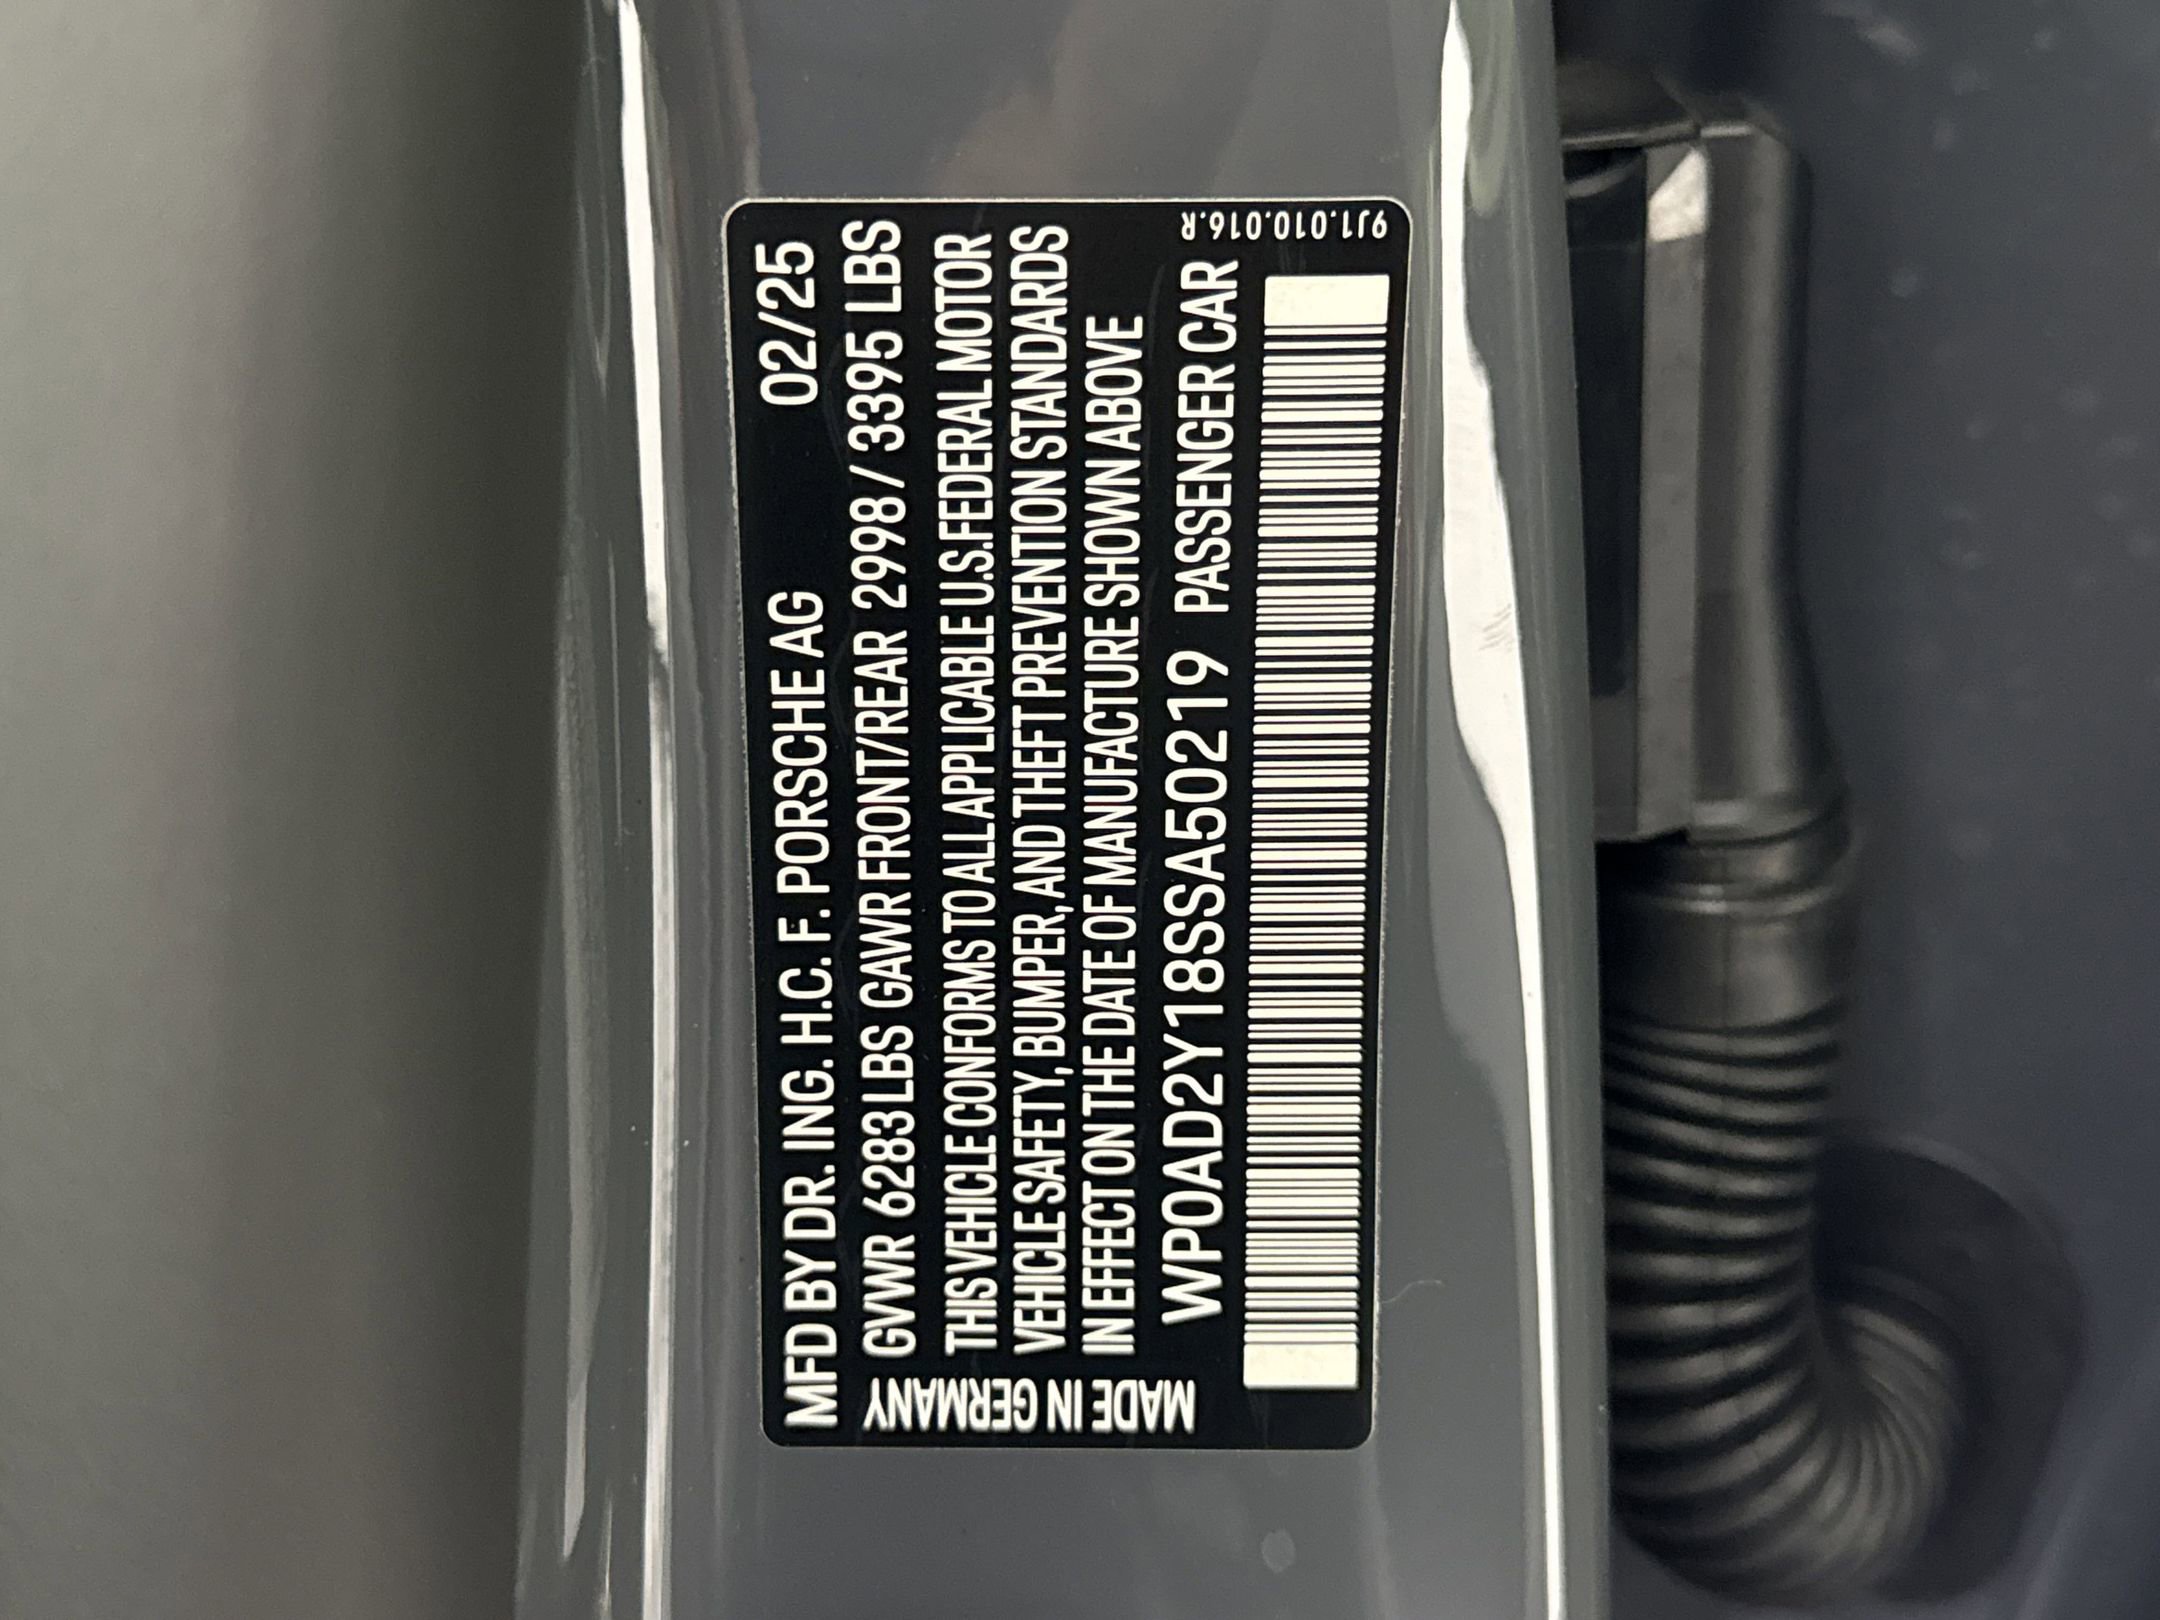 MFD BY DR. ING. H.C. F. PORSCHE AG 02/25
GVWR 6283 LBS GAWR FRONT/REAR 2998 / 3395 LBS
THIS VEHICLE CONFORMS TO ALL APPLICABLE U.S. FEDERAL MOTOR
VEHICLE SAFETY, BUMPER, AND THEFT PREVENTION STANDARDS
IN EFFECT ON THE DATE OF MANUFACTURE SHOWN ABOVE
WP0AD2Y18SSA50219 PASSENGER CAR
MADE IN GERMANY
9J1.010.016.R